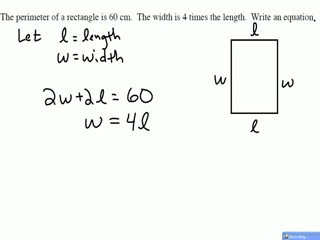 The perimeter of a rectangle is 60 cm. The width is 4 times the length. Write an equation.
Let l = length
w = width
2w + 2l = 60
w = 4l
l
w
w
l